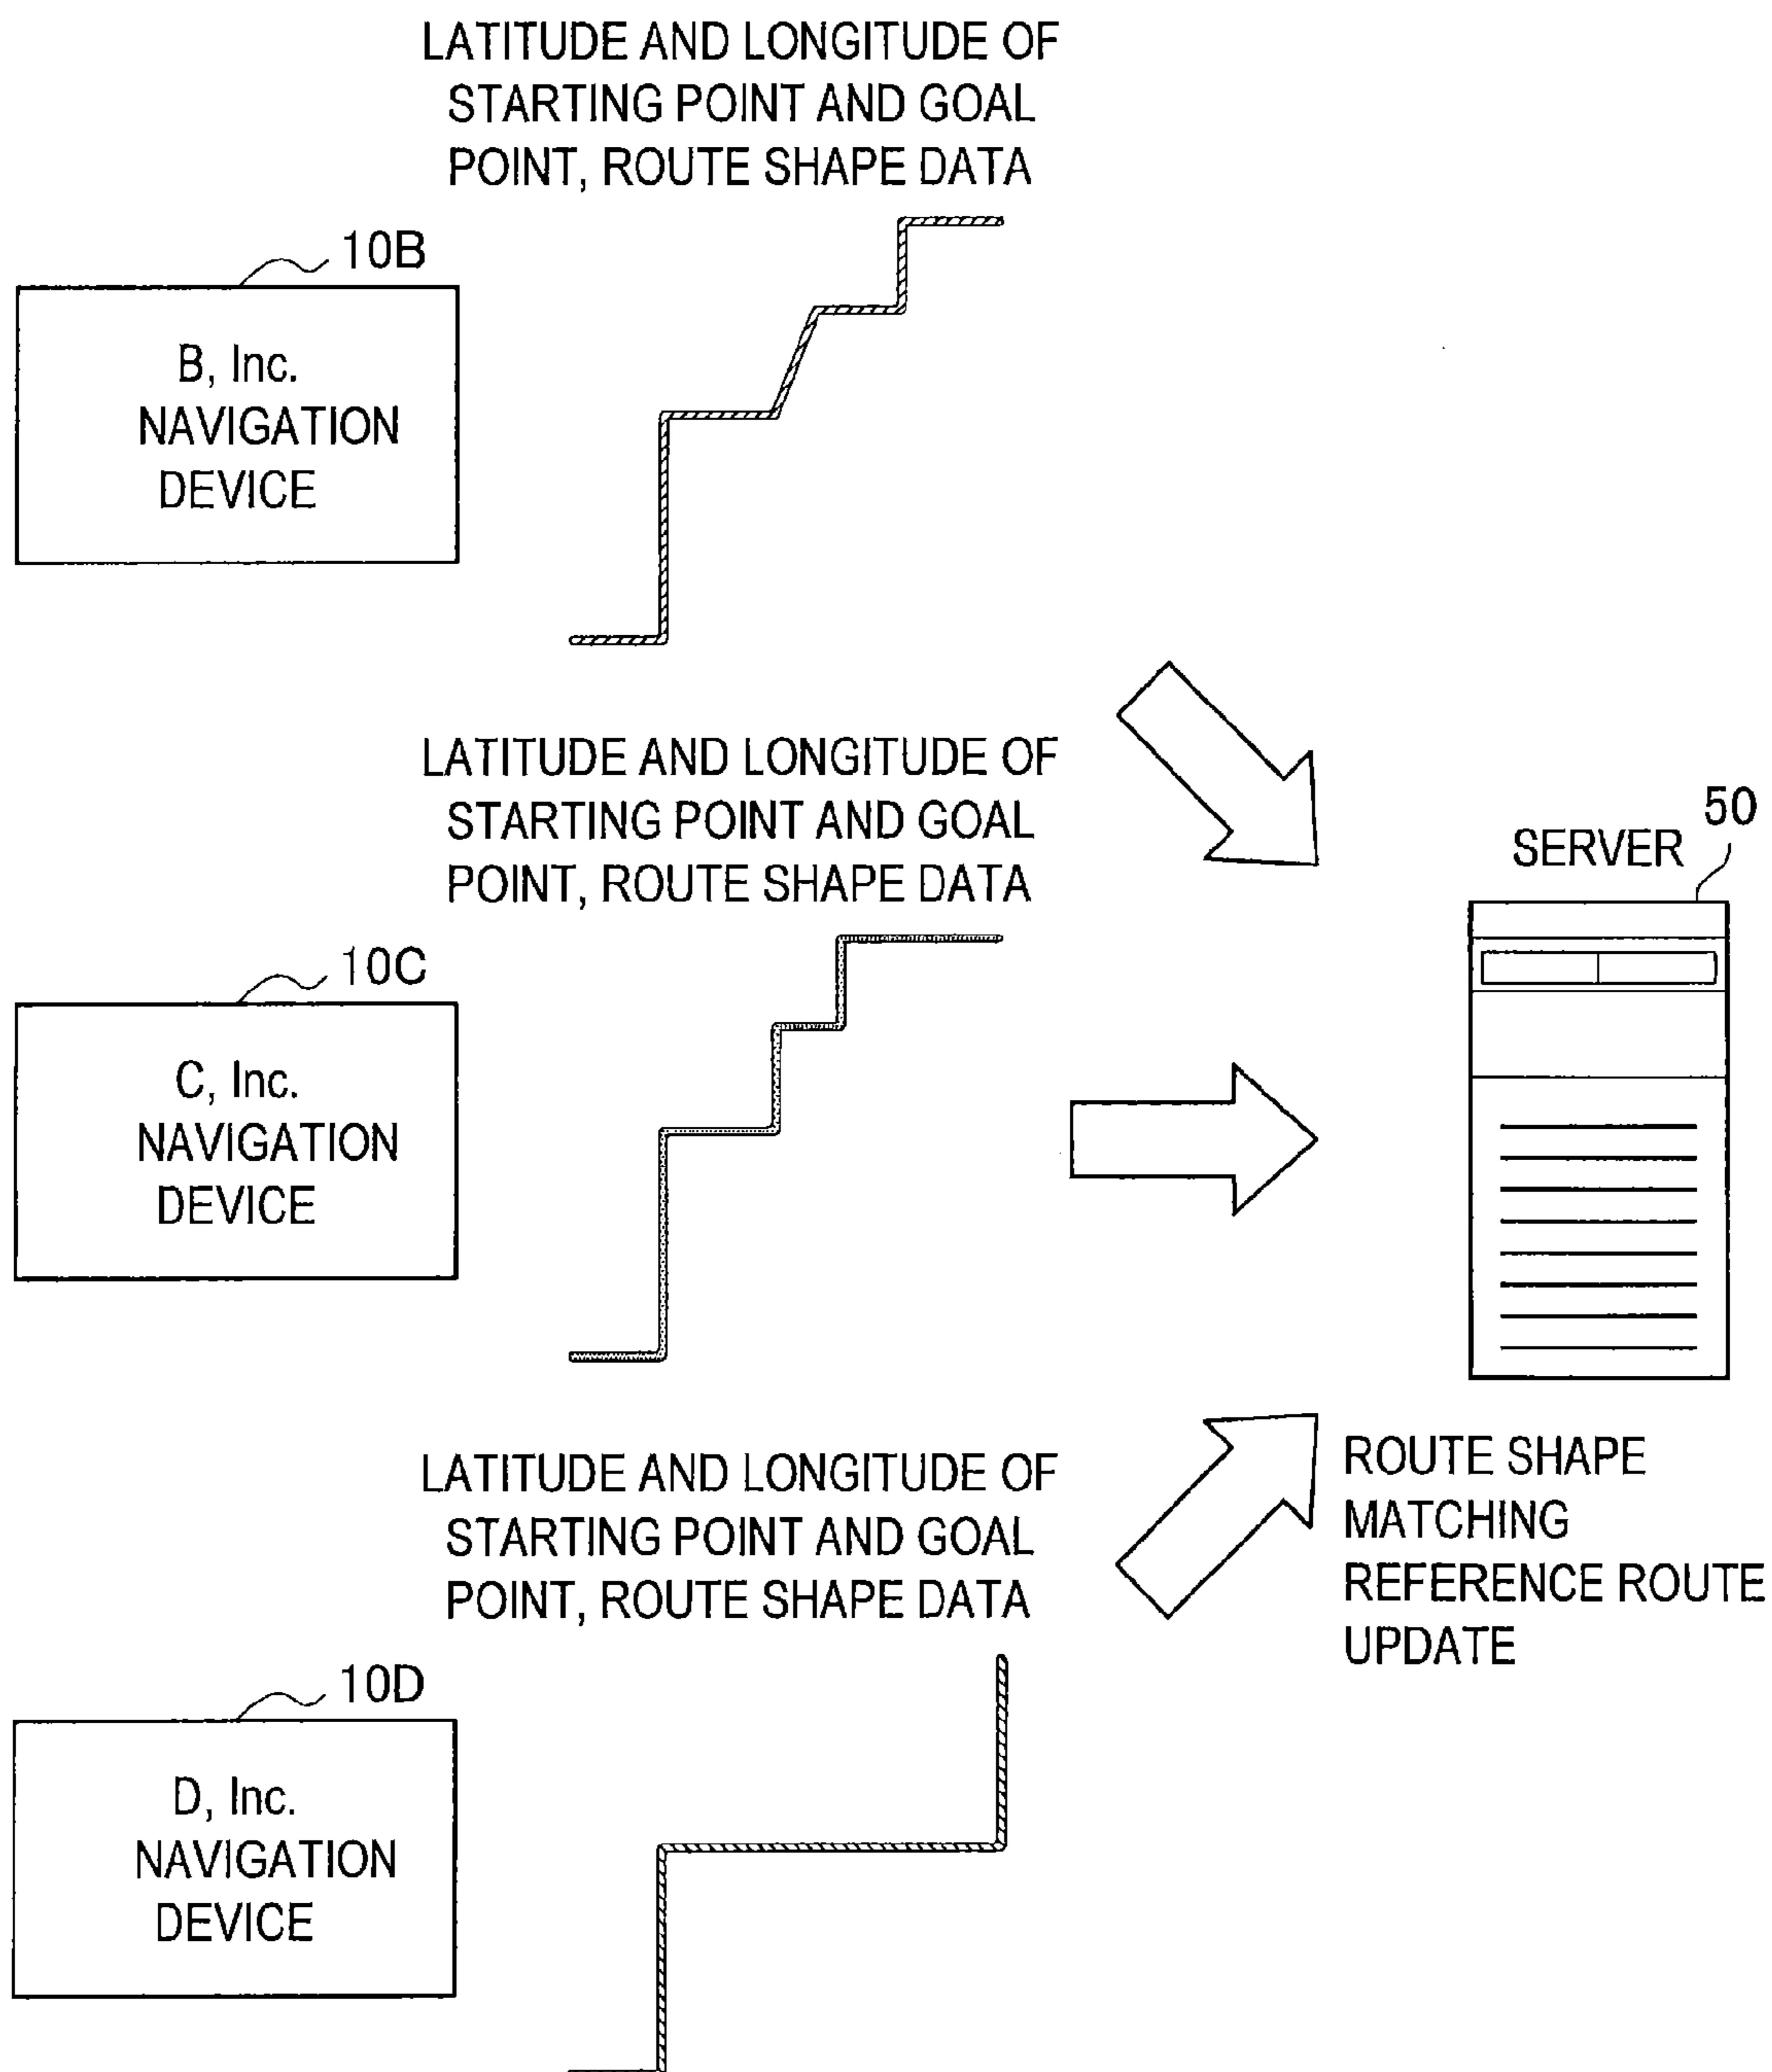 LATITUDE AND LONGITUDE OF
STARTING POINT AND GOAL
POINT, ROUTE SHAPE DATA
10B
B, Inc.
NAVIGATION
DEVICE
LATITUDE AND LONGITUDE OF
STARTING POINT AND GOAL
POINT, ROUTE SHAPE DATA
50
SERVER
10C
C, Inc.
NAVIGATION
DEVICE
LATITUDE AND LONGITUDE OF
STARTING POINT AND GOAL
POINT, ROUTE SHAPE DATA
ROUTE SHAPE
MATCHING
REFERENCE ROUTE
UPDATE
10D
D, Inc.
NAVIGATION
DEVICE